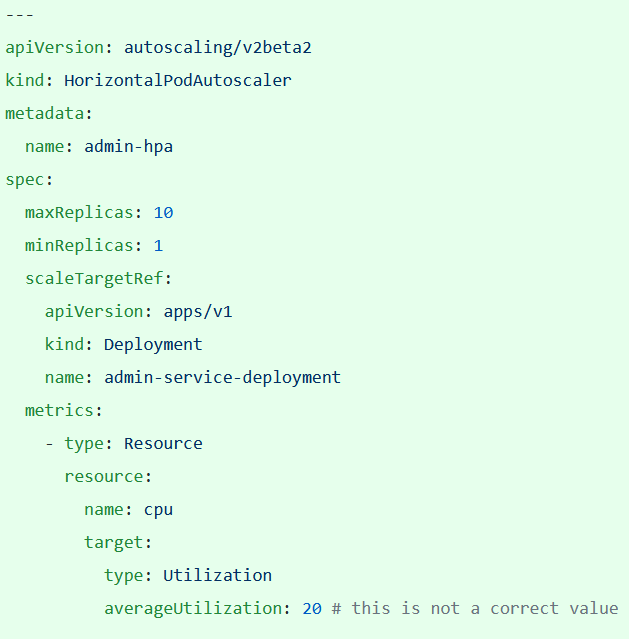 ---
apiVersion: autoscaling/v2beta2
kind: HorizontalPodAutoscaler
metadata:
  name: admin-hpa
spec:
  maxReplicas: 10
  minReplicas: 1
  scaleTargetRef:
    apiVersion: apps/v1
    kind: Deployment
    name: admin-service-deployment
  metrics:
    - type: Resource
      resource:
        name: cpu
        target:
          type: Utilization
          averageUtilization: 20 # this is not a correct value